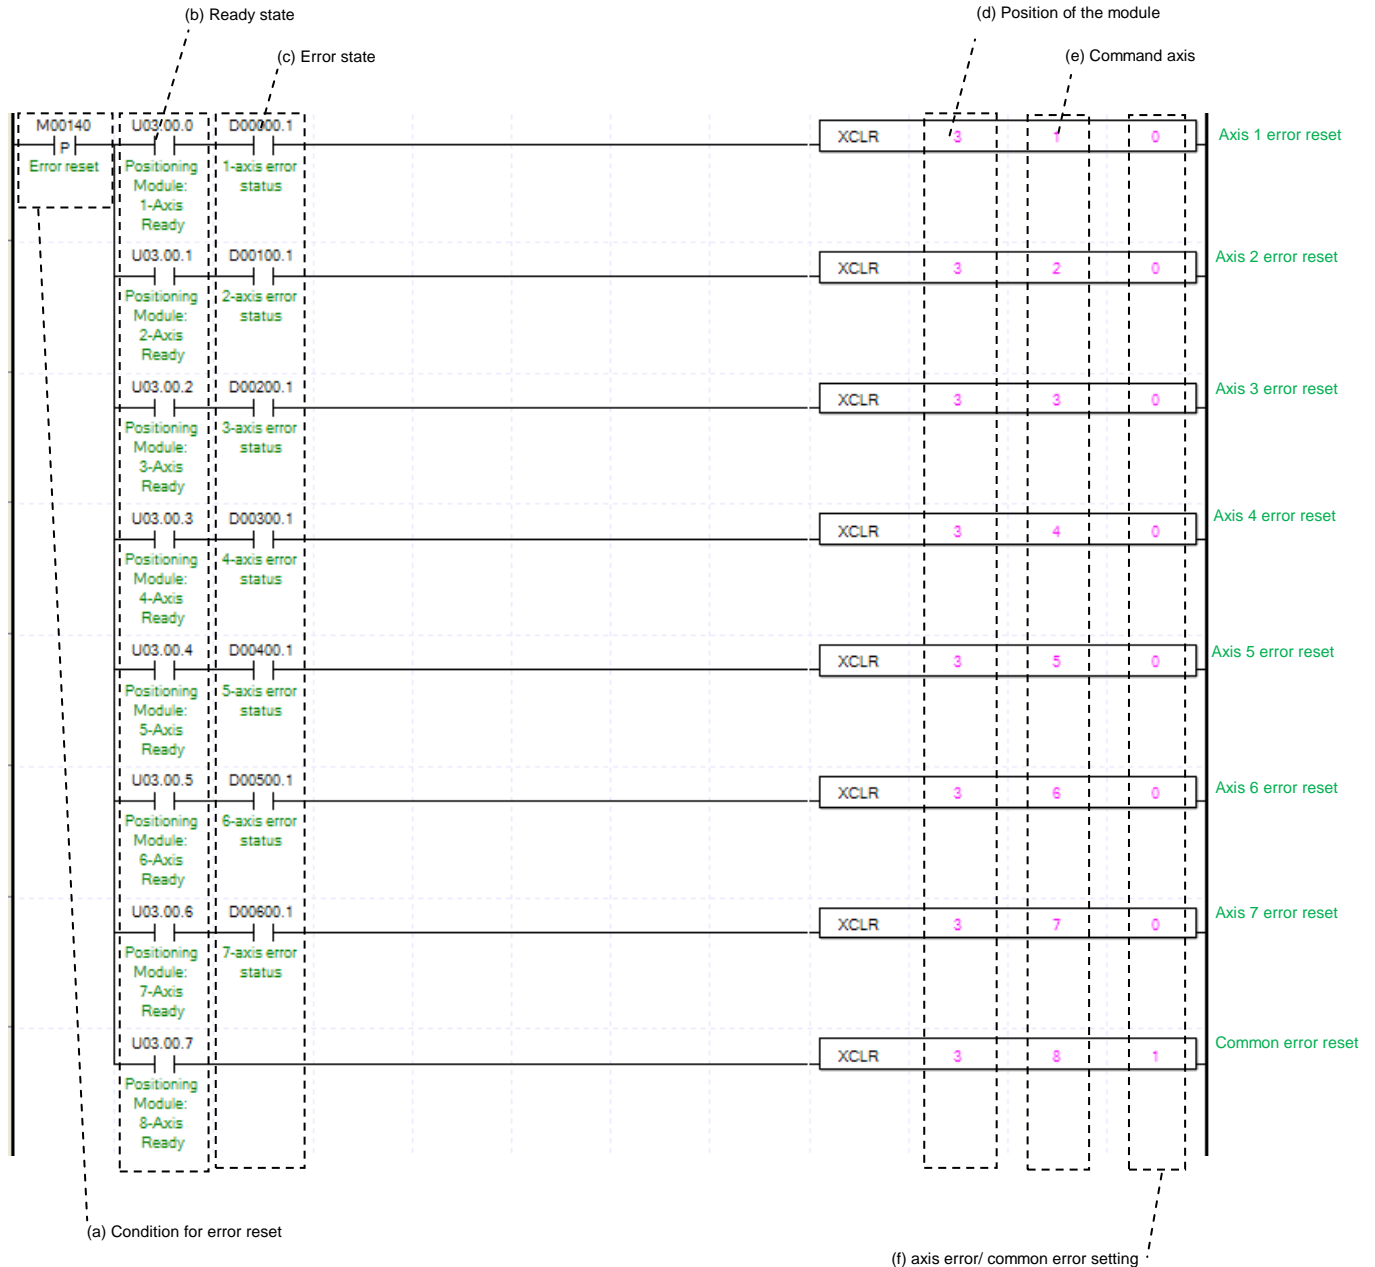 (b) Ready state
(d) Position of the module
(c) Error state
(e) Command axis
M00140 U03.00.0 D00000.1
P
XCLR 3 1 0
Axis 1 error reset
Error reset
Positioning
Module:
1-Axis
Ready
1-axis error
status
U03.00.1 D00100.1
XCLR 3 2 0
Axis 2 error reset
Positioning
Module:
2-Axis
Ready
2-axis error
status
U03.00.2 D00200.1
XCLR 3 3 0
Axis 3 error reset
Positioning
Module:
3-Axis
Ready
3-axis error
status
U03.00.3 D00300.1
XCLR 3 4 0
Axis 4 error reset
Positioning
Module:
4-Axis
Ready
4-axis error
status
U03.00.4 D00400.1
XCLR 3 5 0
Axis 5 error reset
Positioning
Module:
5-Axis
Ready
5-axis error
status
U03.00.5 D00500.1
XCLR 3 6 0
Axis 6 error reset
Positioning
Module:
6-Axis
Ready
6-axis error
status
U03.00.6 D00600.1
XCLR 3 7 0
Axis 7 error reset
Positioning
Module:
7-Axis
Ready
7-axis error
status
U03.00.7
XCLR 3 8 1
Common error reset
Positioning
Module:
8-Axis
Ready
(a) Condition for error reset
(f) axis error/ common error setting